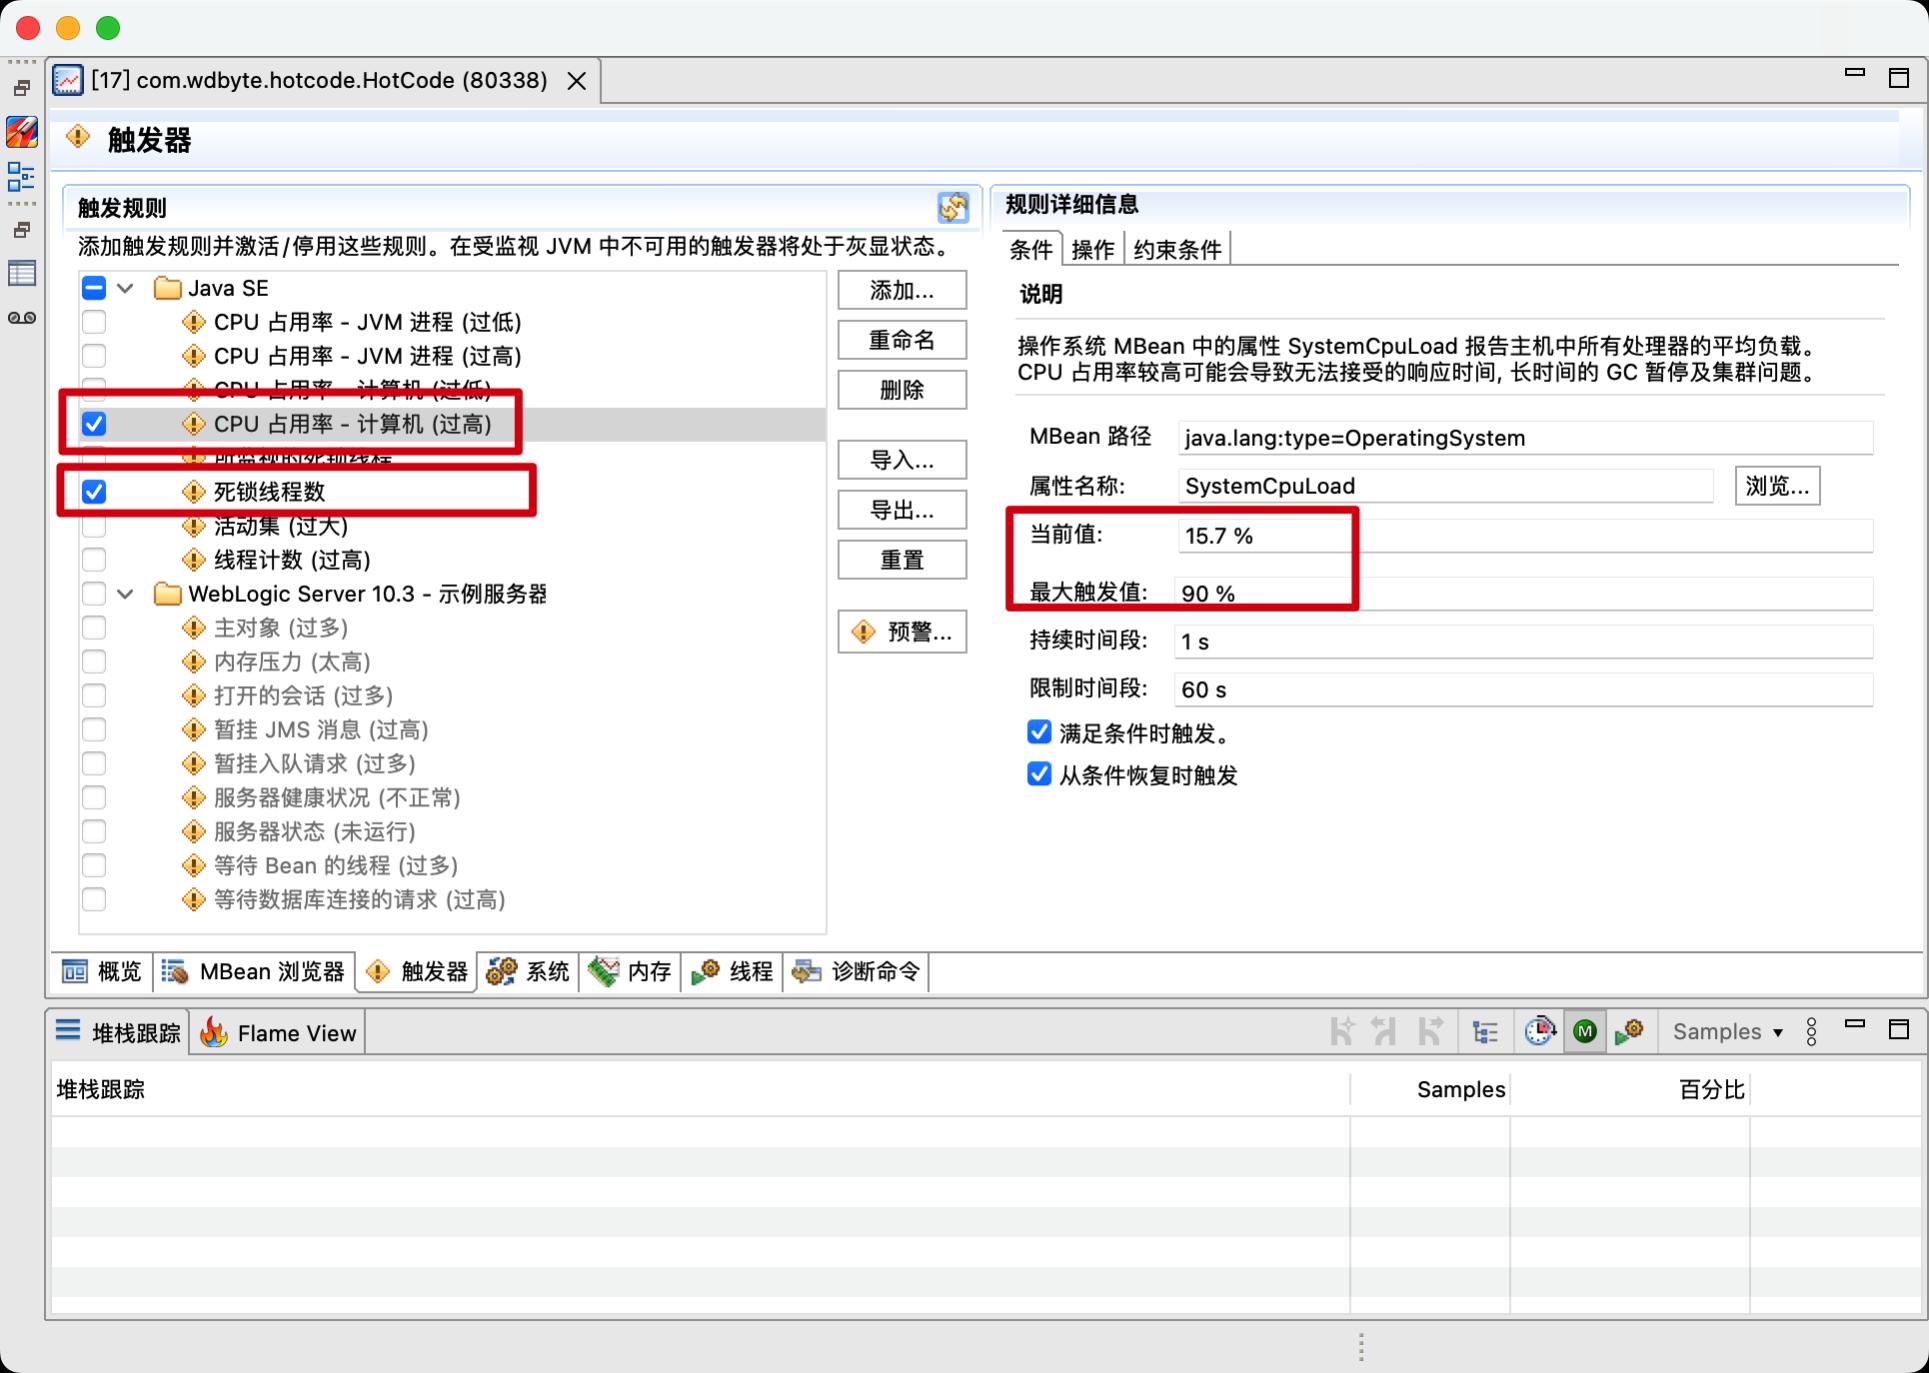 [17] com.wdbyte.hotcode.HotCode (80338)
触发器
触发规则
添加触发规则并激活/停用这些规则。在受监视 JVM 中不可用的触发器将处于灰显状态。
Java SE
CPU 占用率 - JVM 进程 (过低)
CPU 占用率 - JVM 进程 (过高)
CPU 占用率 - 计算机 (过低)
CPU 占用率 - 计算机 (过高)
所监视的死锁线程
死锁线程数
活动集 (过大)
线程计数 (过高)
WebLogic Server 10.3 - 示例服务器
主对象 (过多)
内存压力 (太高)
打开的会话 (过多)
暂挂 JMS 消息 (过高)
暂挂入队请求 (过多)
服务器健康状况 (不正常)
服务器状态 (未运行)
等待 Bean 的线程 (过多)
等待数据库连接的请求 (过高)
添加...
重命名
删除
导入...
导出...
重置
预警...
规则详细信息
条件 操作 约束条件
说明
操作系统 MBean 中的属性 SystemCpuLoad 报告主机中所有处理器的平均负载。
CPU 占用率较高可能会导致无法接受的响应时间, 长时间的 GC 暂停及集群问题。
MBean 路径 java.lang:type=OperatingSystem
属性名称: SystemCpuLoad 浏览...
当前值: 15.7 %
最大触发值: 90 %
持续时间段: 1 s
限制时间段: 60 s
满足条件时触发。
从条件恢复时触发
概览 MBean 浏览器 触发器 系统 内存 线程 诊断命令
堆栈跟踪 Flame View M Samples
堆栈跟踪 Samples 百分比